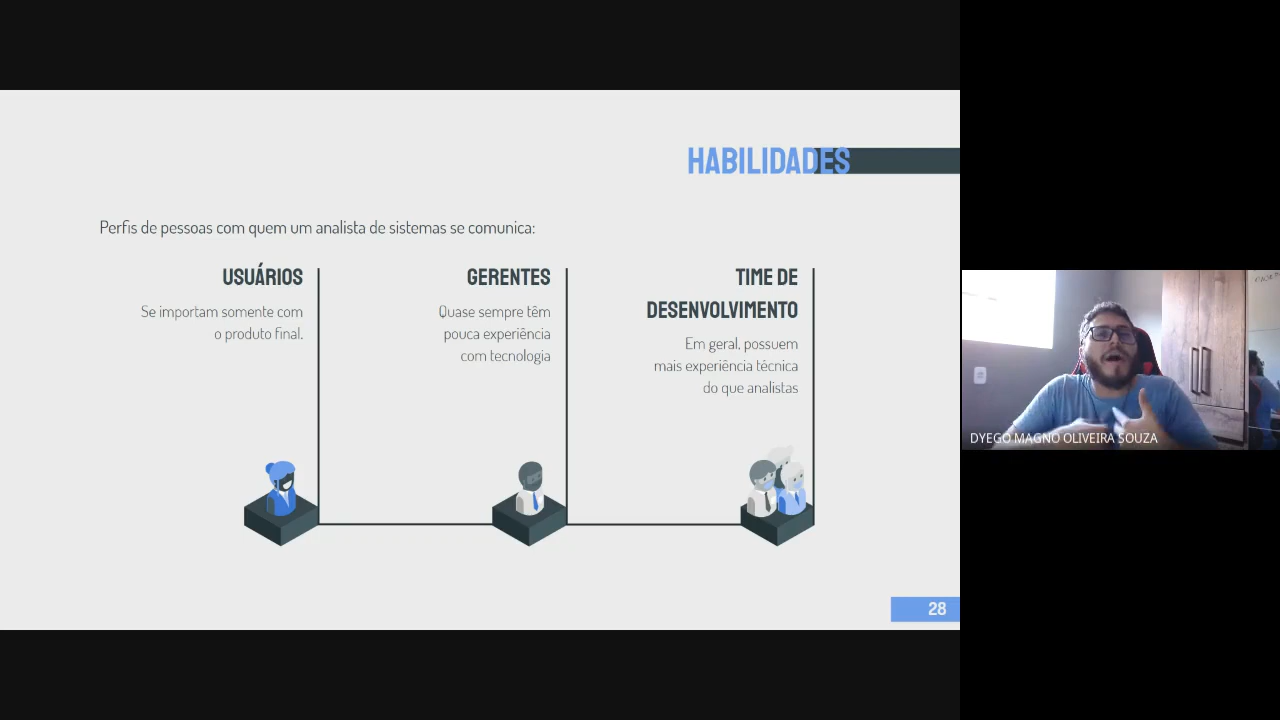 HABILIDADES
Perfis de pessoas com quem um analista de sistemas se comunica:
USUÁRIOS
Se importam somente com
o produto final.
GERENTES
Quase sempre têm
pouca experiência
com tecnologia
TIME DE
DESENVOLVIMENTO
Em geral, possuem
mais experiência técnica
do que analistas
28
DYEGO MAGNO OLIVEIRA SOUZA